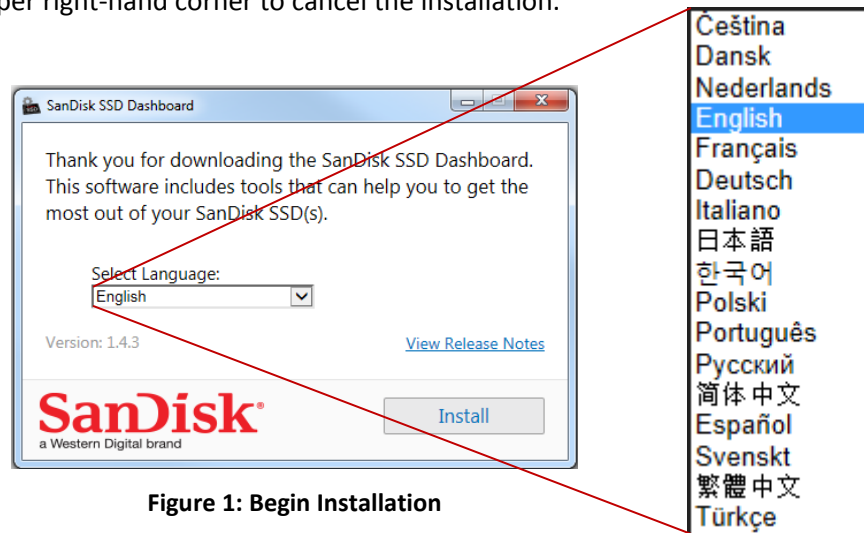 per right-hand corner to cancel the installation.
SanDisk SSD Dashboard
Thank you for downloading the SanDisk SSD Dashboard.
This software includes tools that can help you to get the
most out of your SanDisk SSD(s).
Select Language:
English
Version: 1.4.3
View Release Notes
SanDisk®
a Western Digital brand
Install
Figure 1: Begin Installation
Čeština
Dansk
Nederlands
English
Français
Deutsch
Italiano
日本語
한국어
Polski
Português
Русский
简体中文
Español
Svenskt
繁體中文
Türkçe